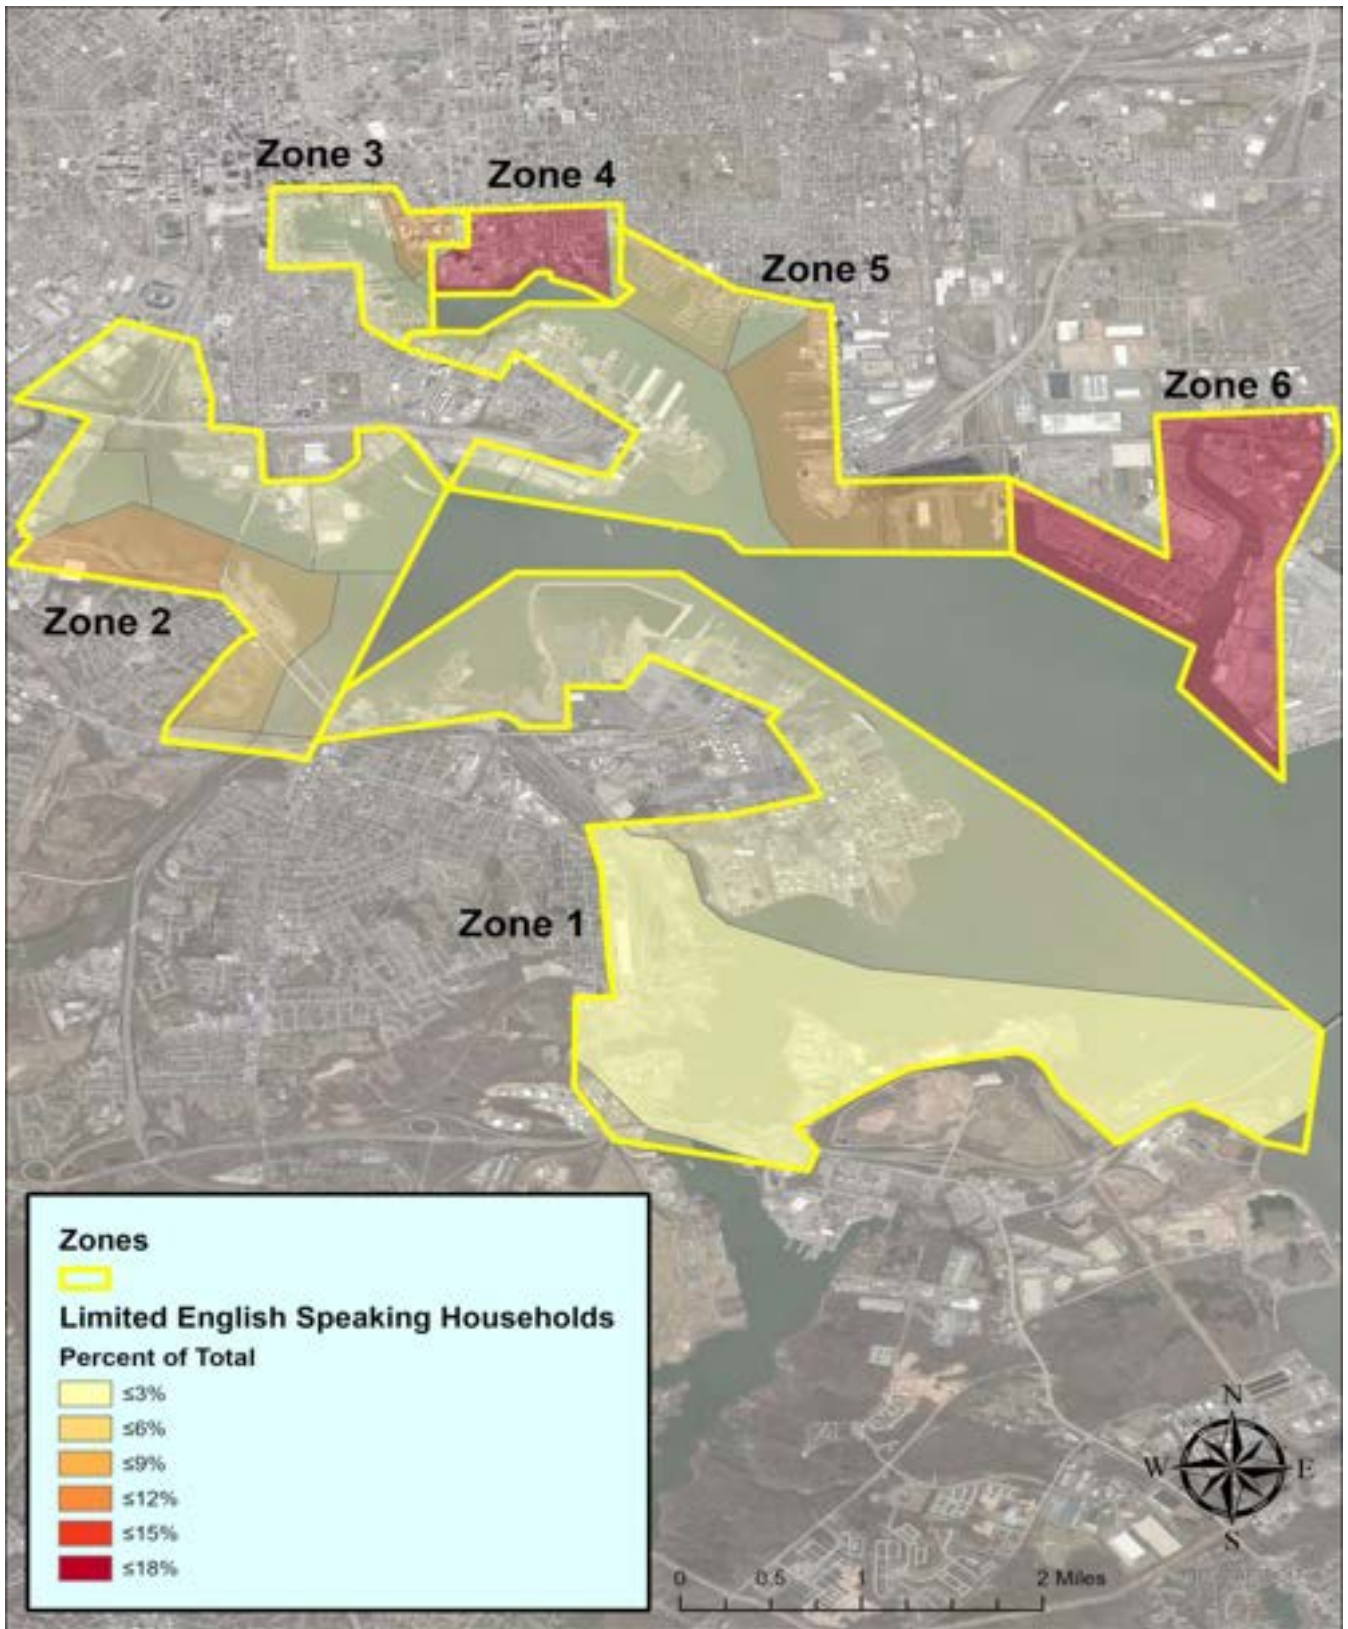 Zone 3
Zone 4
Zone 5
Zone 6
Zone 2
Zone 1
Zones
Limited English Speaking Households
Percent of Total
≤3%
≤6%
≤9%
≤12%
≤15%
≤18%
N
W
E
S
0 0.5 1 2 Miles